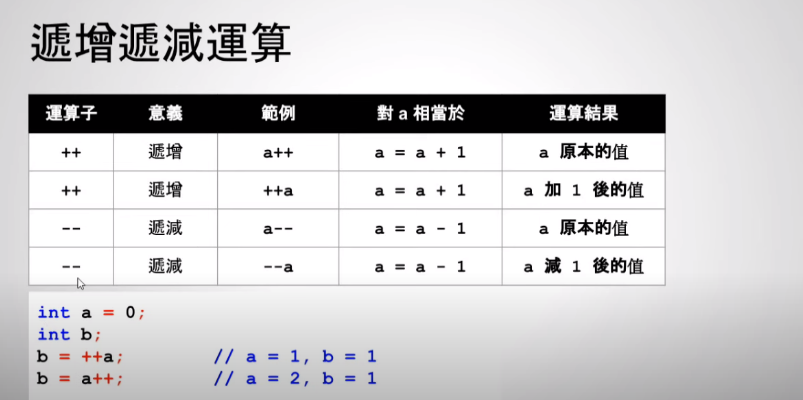 遞增遞減運算
運算子 意義 範例 對 a 相當於 運算結果
++ 遞增 a++ a = a + 1 a 原本的值
++ 遞增 ++a a = a + 1 a 加 1 後的值
-- 遞減 a-- a = a - 1 a 原本的值
-- 遞減 --a a = a - 1 a 減 1 後的值
int a = 0;
int b;
b = ++a; // a = 1, b = 1
b = a++; // a = 2, b = 1